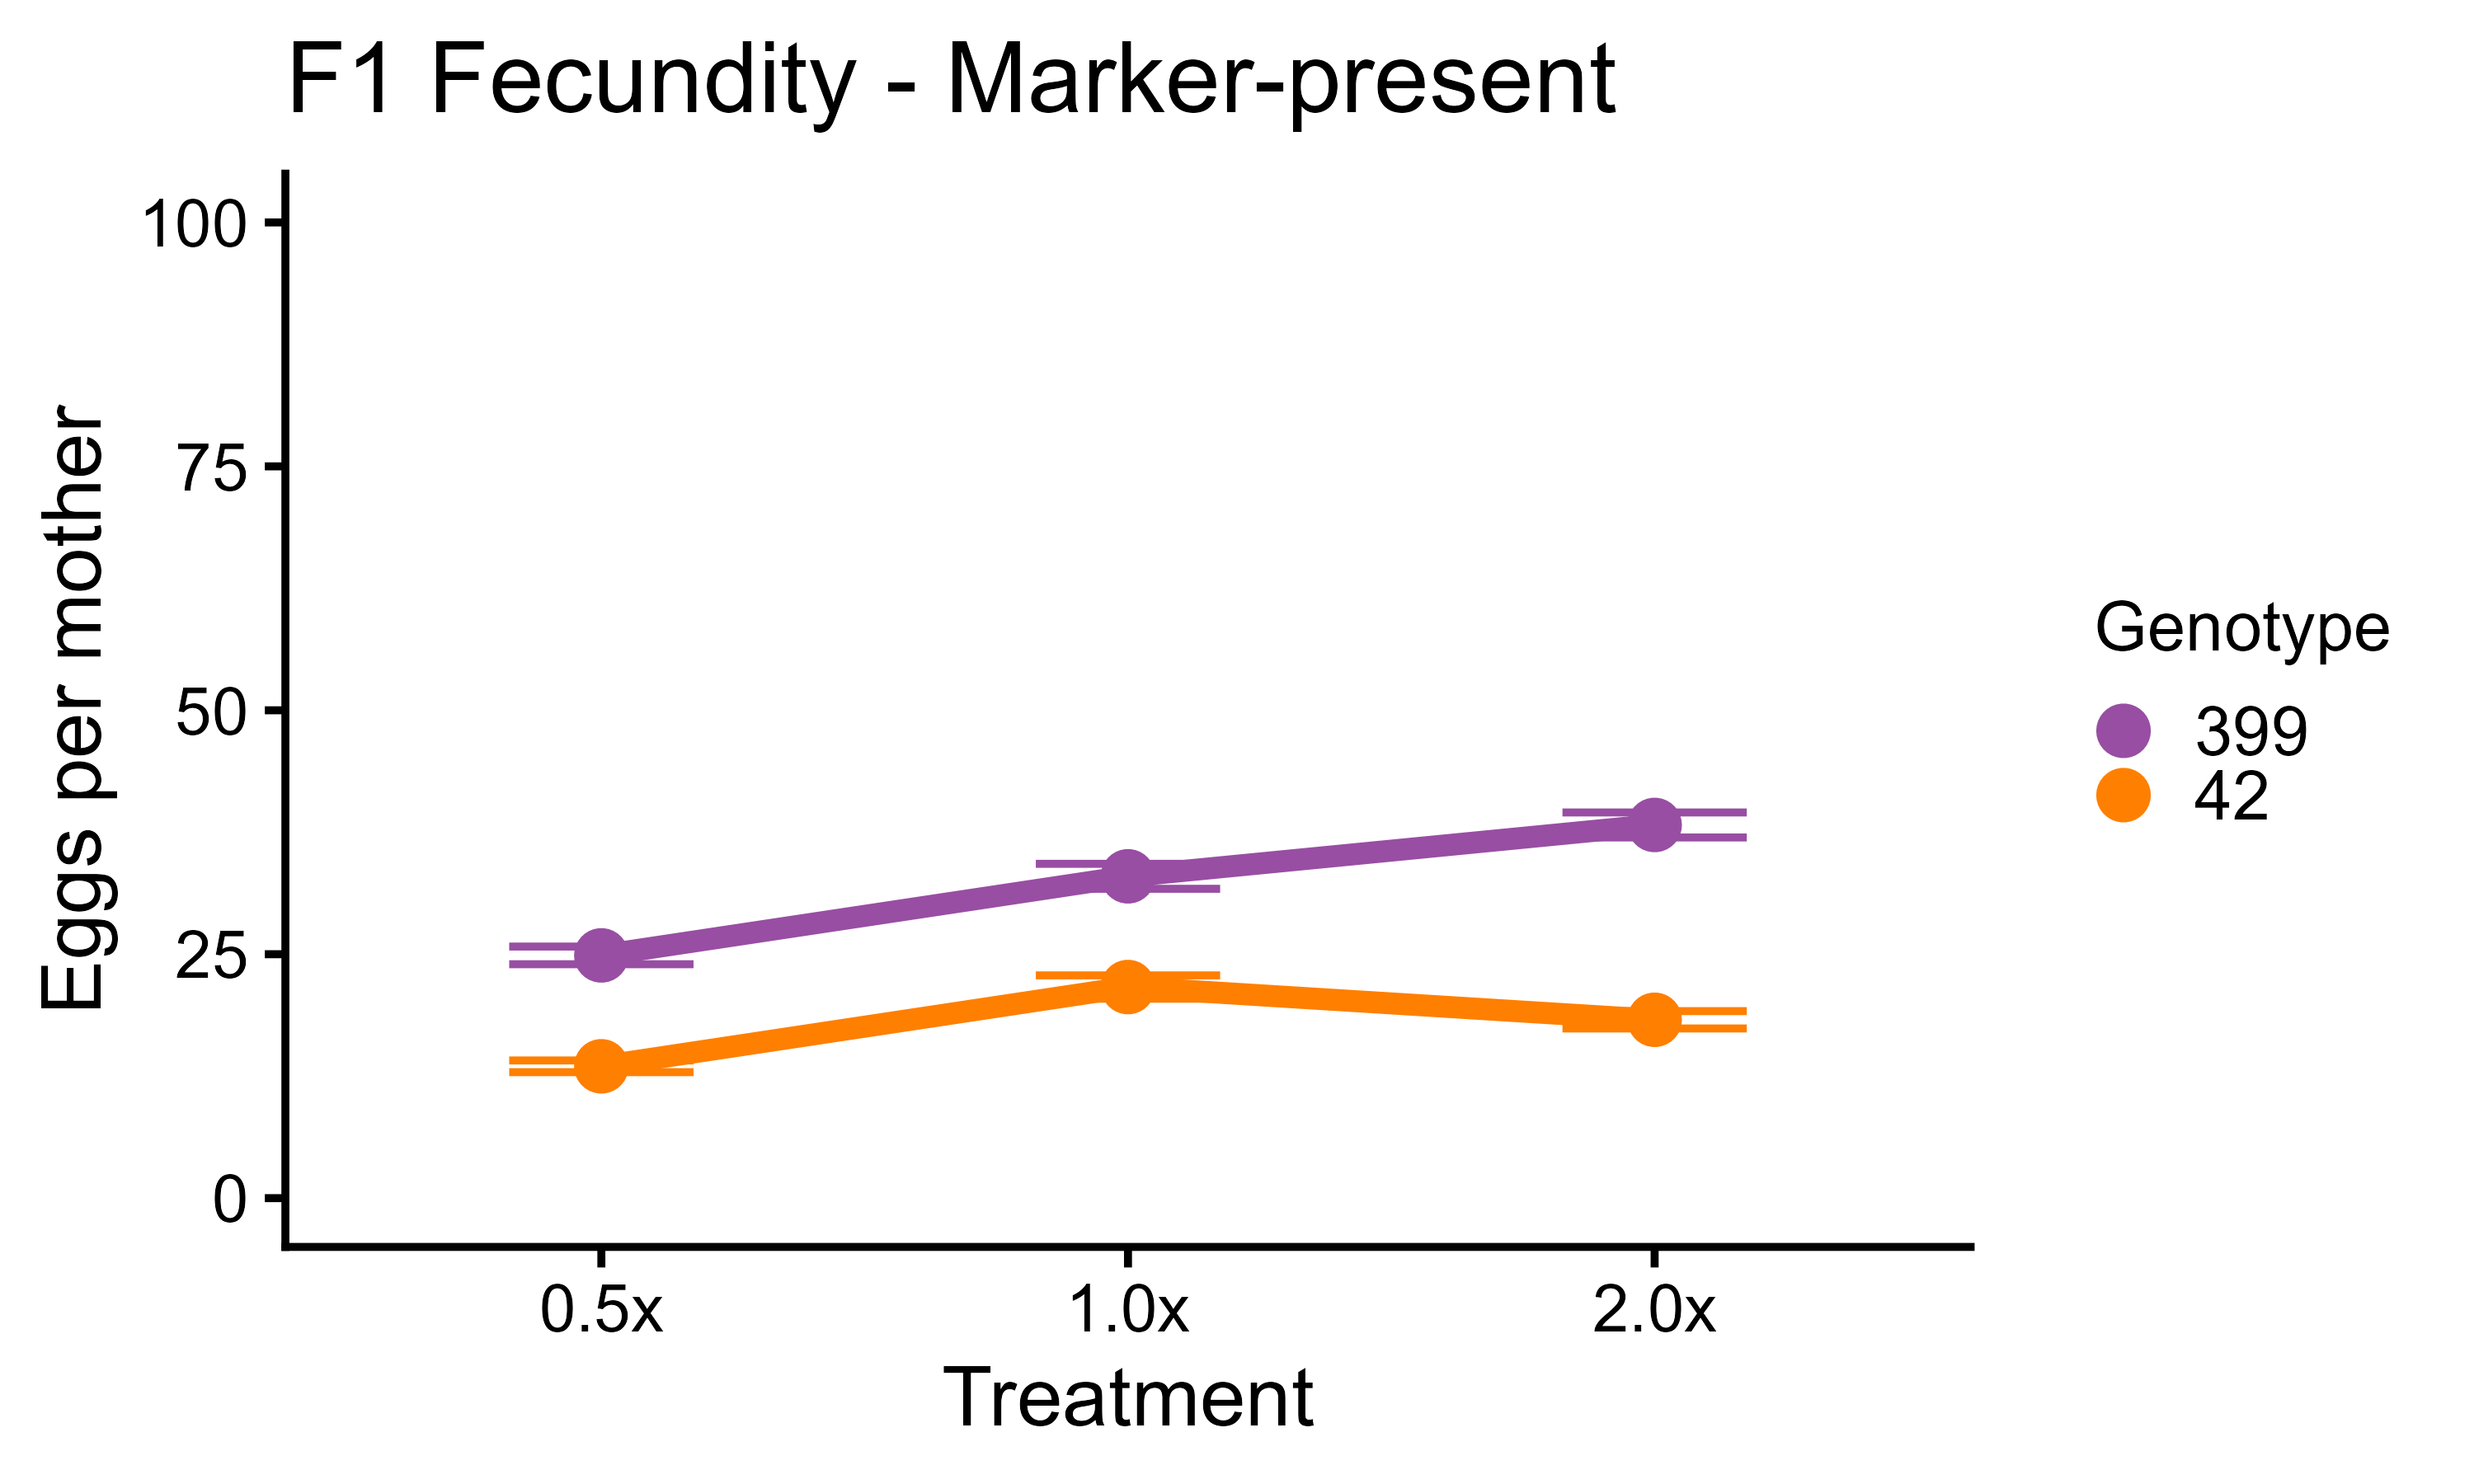 F1 Fecundity - Marker-present
Eggs per mother
100
75
50
25
0
0.5x 1.0x 2.0x
Treatment
Genotype
399
42